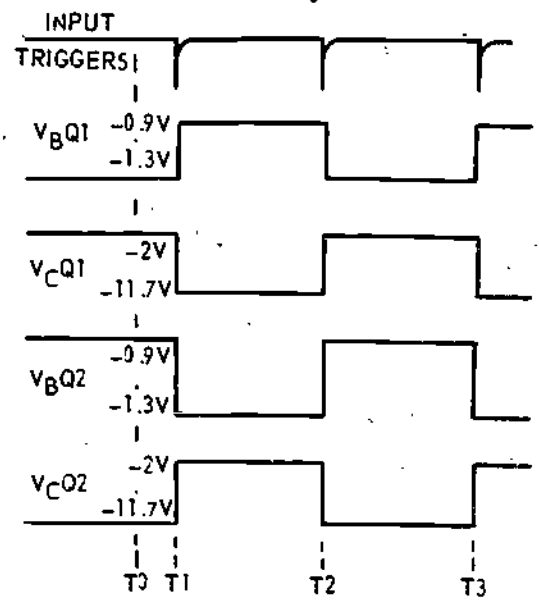 INPUT
TRIGGERS
VBQ1 -0.9V
-1.3V
VCQ1 -2V
-11.7V
VBQ2 -0.9V
-1.3V
VCQ2 -2V
-11.7V
T0 T1 T2 T3